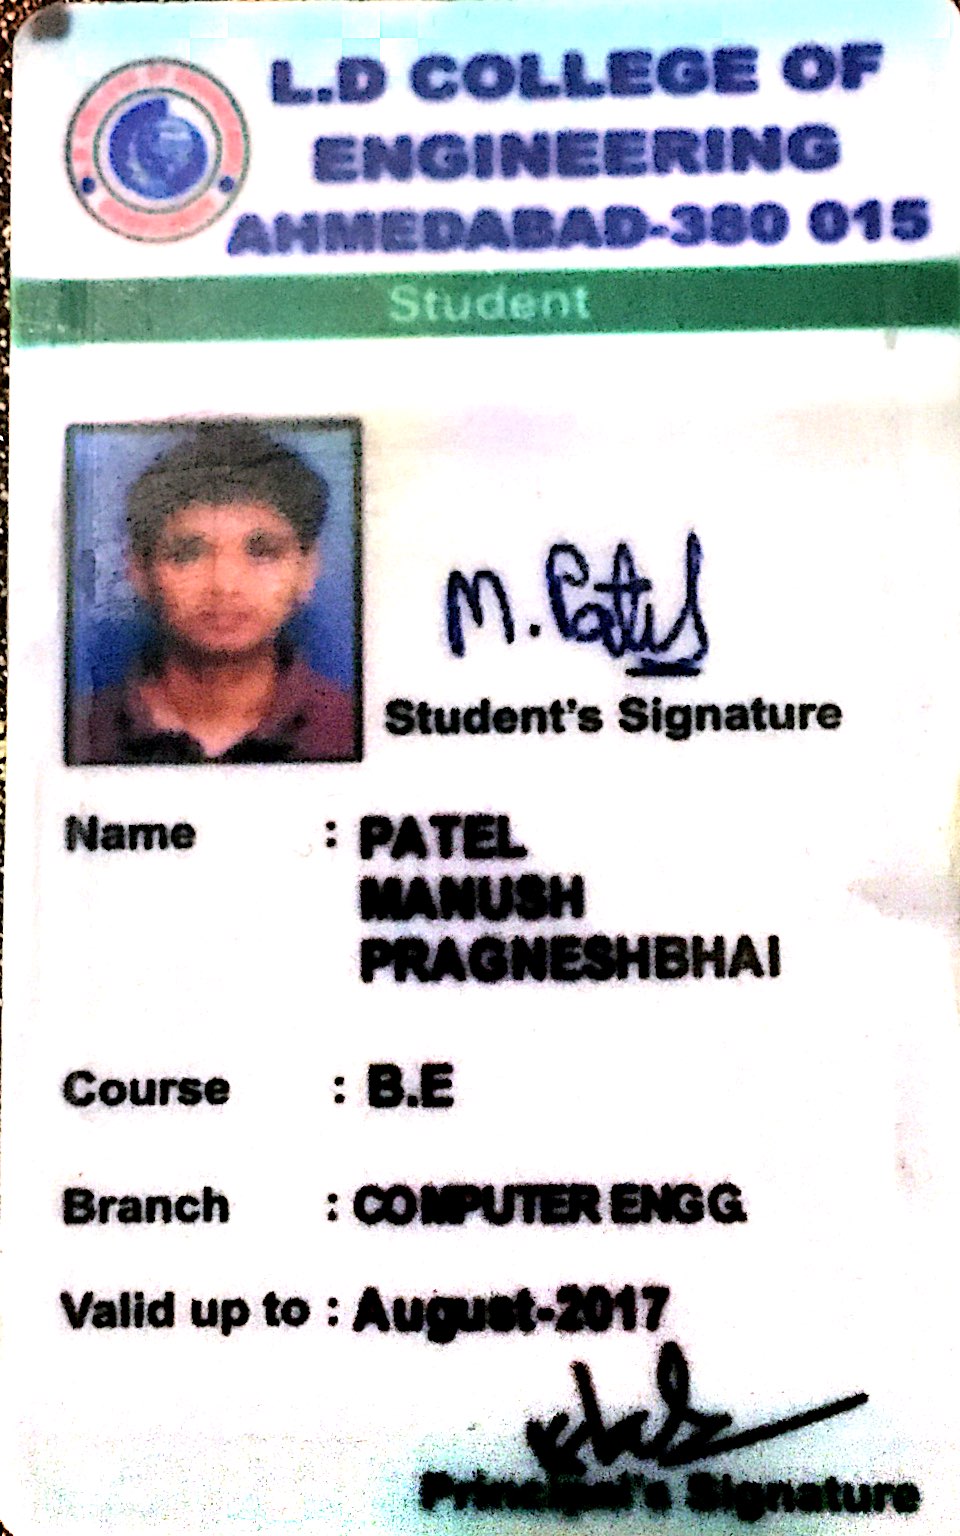 L.D COLLEGE OF
ENGINEERING
AHMEDABAD-380 015
Student
M. Patel
Student's Signature
Name : PATEL
MANUSH
PRAGNESHBHAI
Course : B.E
Branch : COMPUTER ENGG.
Valid up to : August-2017
Principal's Signature